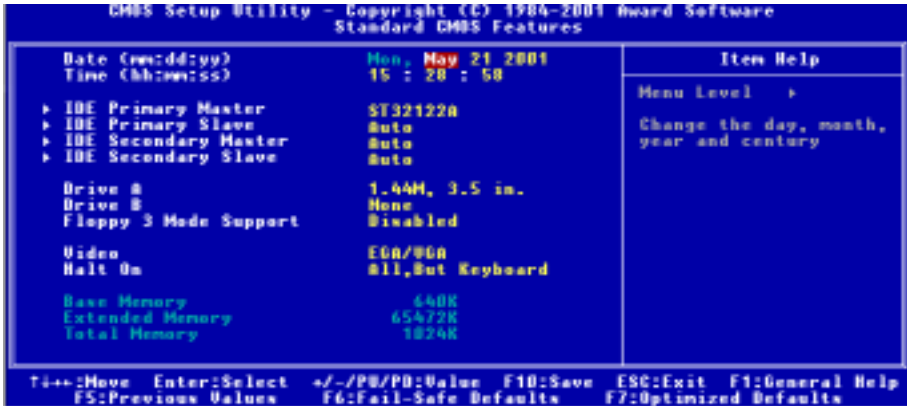 CMOS Setup Utility - Copyright (C) 1984-2001 Award Software
Standard CMOS Features
Date (mm:dd:yy) Mon, May 21 2001
Time (hh:mm:ss) 15 : 28 : 58
IDE Primary Master ST32122A
IDE Primary Slave Auto
IDE Secondary Master Auto
IDE Secondary Slave Auto
Drive A 1.44M, 3.5 in.
Drive B None
Floppy 3 Mode Support Disabled
Video EGA/VGA
Halt On All,But Keyboard
Base Memory 640K
Extended Memory 65472K
Total Memory 1024K
Item Help
Menu Level
Change the day, month,
year and century
↑↓→←:Move Enter:Select +/-/PU/PD:Value F10:Save ESC:Exit F1:General Help
F5:Previous Values F6:Fail-Safe Defaults F7:Optimized Defaults